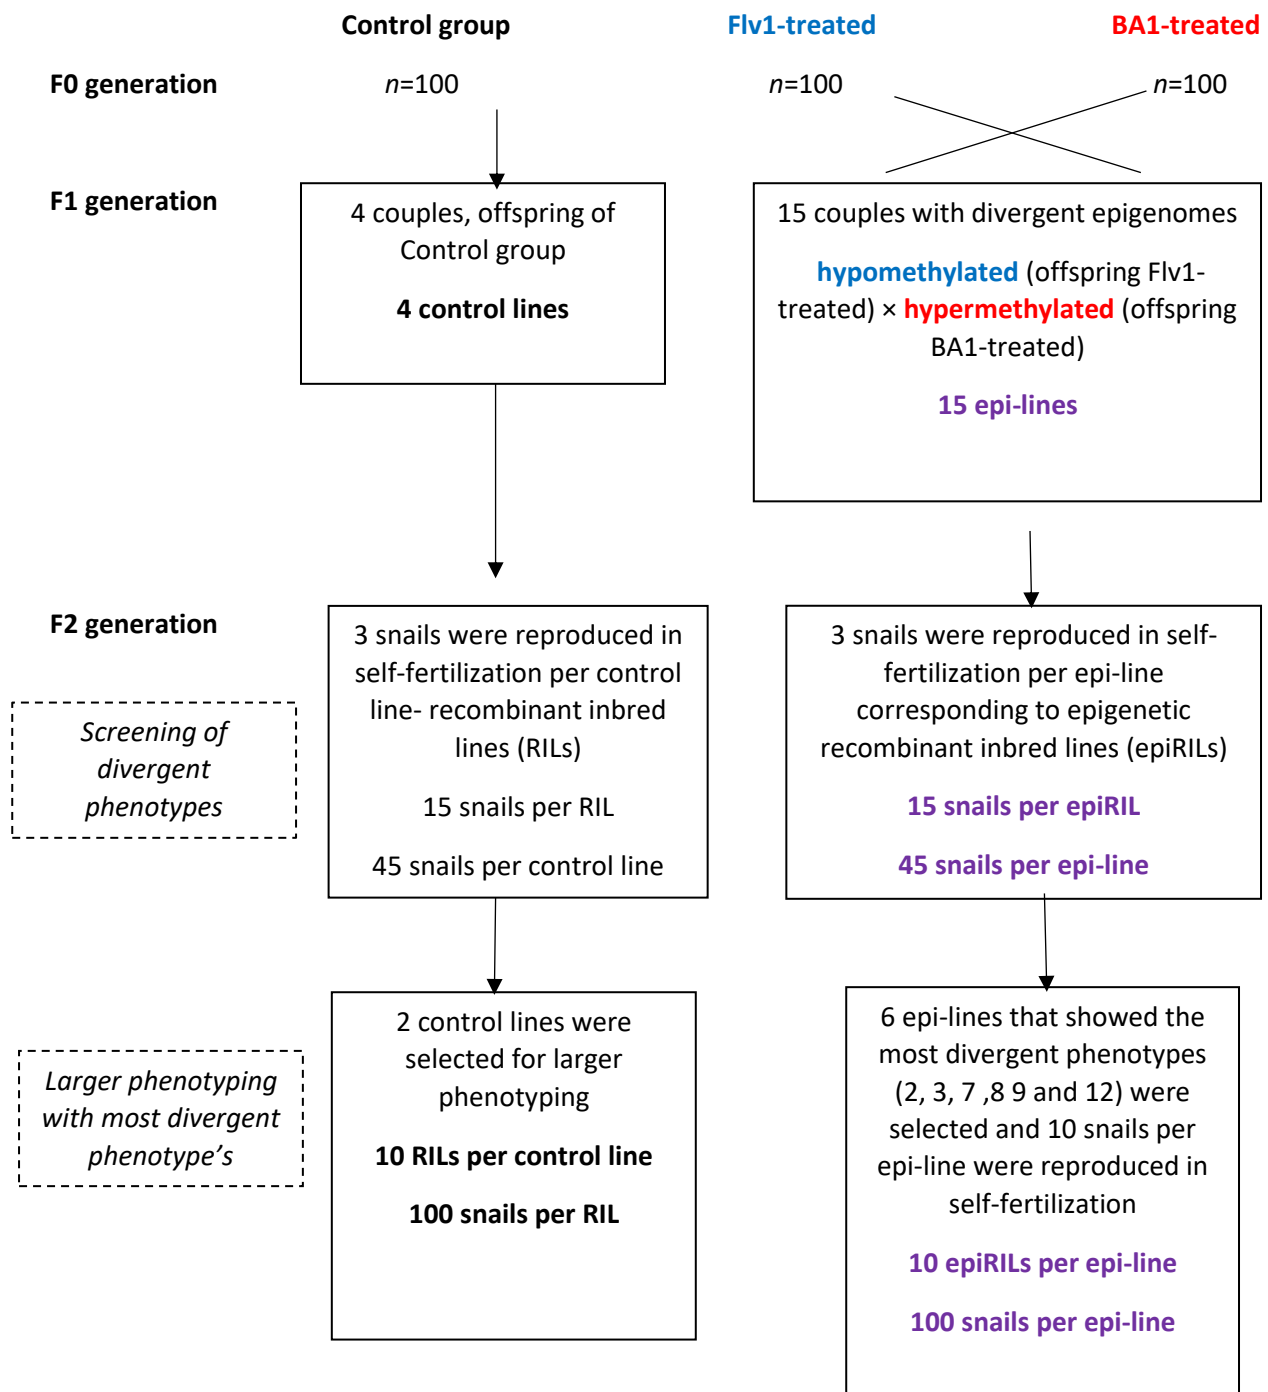 Control group
Flv1-treated
BA1-treated
F0 generation
n=100
n=100
n=100
F1 generation
4 couples, offspring of
Control group
4 control lines
15 couples with divergent epigenomes
hypomethylated (offspring Flv1-
treated) × hypermethylated (offspring
BA1-treated)
15 epi-lines
F2 generation
Screening of
divergent
phenotypes
3 snails were reproduced in
self-fertilization per control
line- recombinant inbred
lines (RILs)
15 snails per RIL
45 snails per control line
3 snails were reproduced in self-
fertilization per epi-line
corresponding to epigenetic
recombinant inbred lines (epiRILs)
15 snails per epiRIL
45 snails per epi-line
Larger phenotyping
with most divergent
phenotype's
2 control lines were
selected for larger
phenotyping
10 RILs per control line
100 snails per RIL
6 epi-lines that showed the
most divergent phenotypes
(2, 3, 7 ,8 9 and 12) were
selected and 10 snails per
epi-line were reproduced in
self-fertilization
10 epiRILs per epi-line
100 snails per epi-line